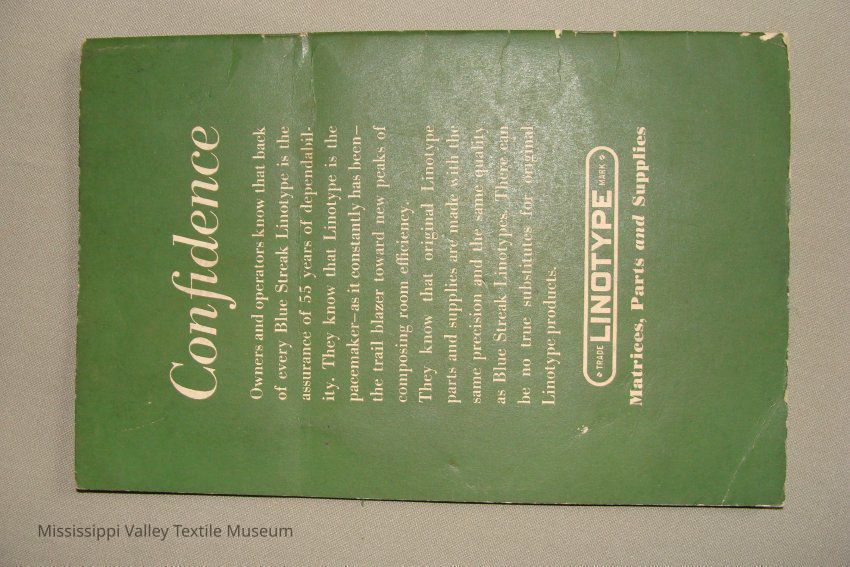 Confidence
Owners and operators know that back
of every Blue Streak Linotype is the
assurance of 55 years of dependabil-
ity. They know that Linotype is the
pacemaker—as it constantly has been—
the trail blazer toward new peaks of
composing room efficiency.
They know that original Linotype
parts and supplies are made with the
same precision and the same quality
as Blue Streak Linotypes. There can
be no true substitutes for original
Linotype products.
TRADE LINOTYPE MARK
Matrices, Parts and Supplies
Mississippi Valley Textile Museum